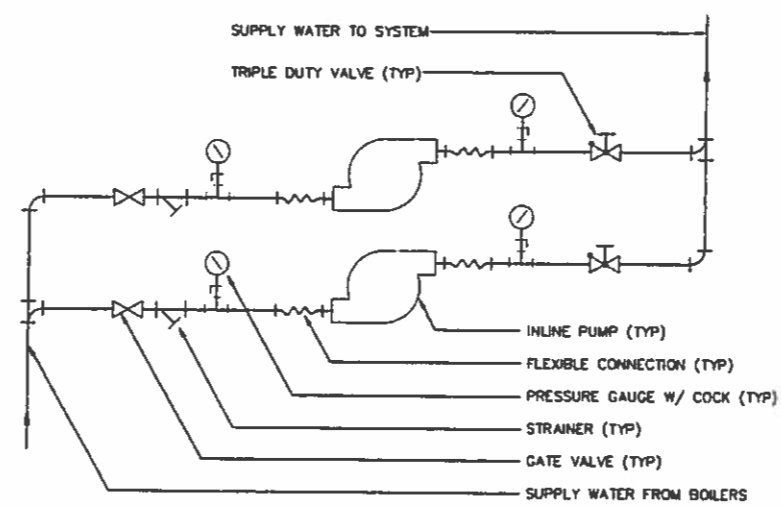 SUPPLY WATER TO SYSTEM
TRIPLE DUTY VALVE (TYP)
INLINE PUMP (TYP)
FLEXIBLE CONNECTION (TYP)
PRESSURE GAUGE W/ COCK (TYP)
STRAINER (TYP)
GATE VALVE (TYP)
SUPPLY WATER FROM BOILERS